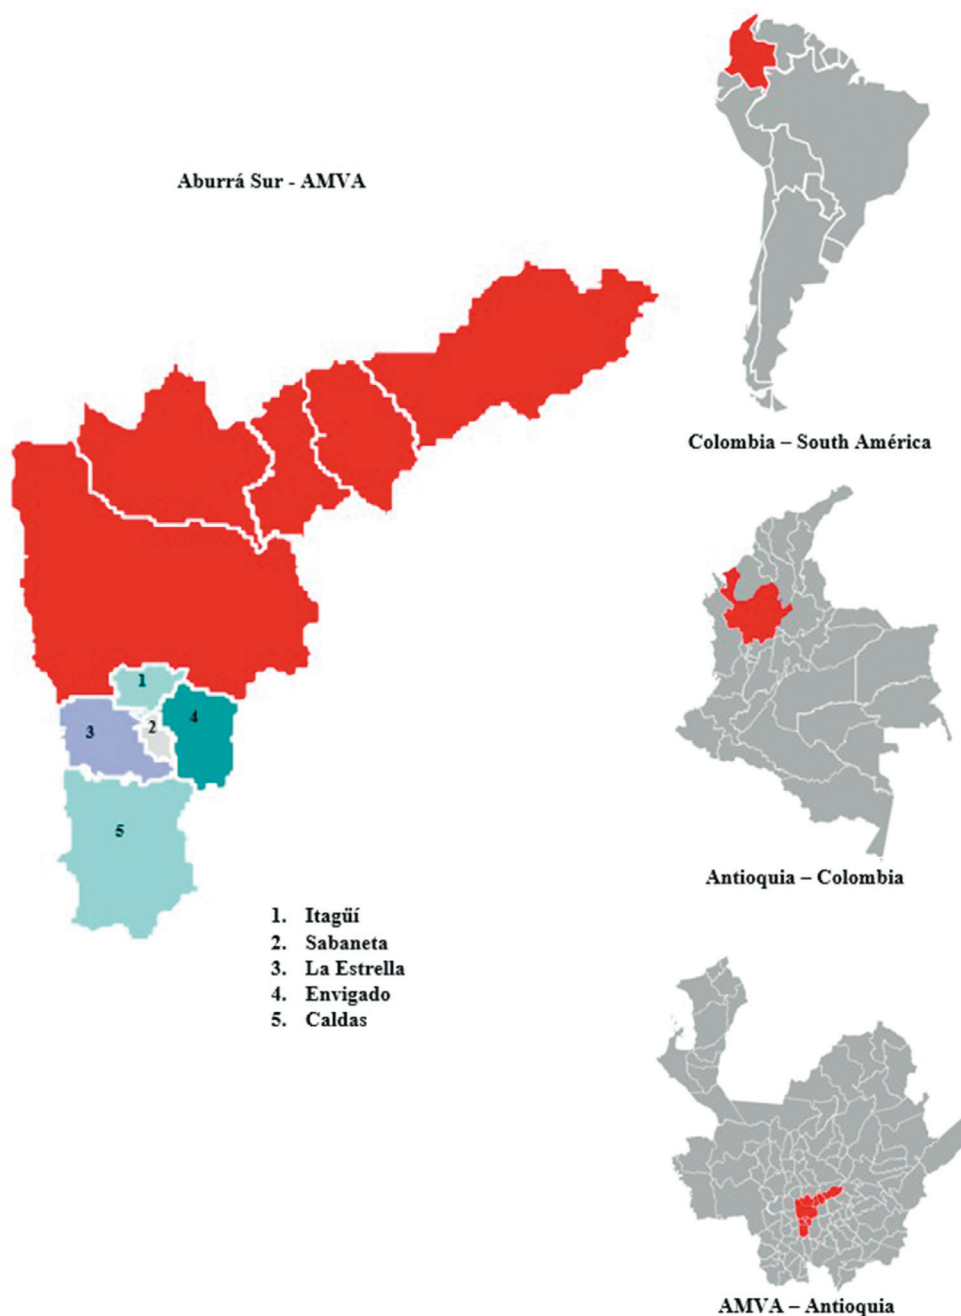 Aburrá Sur - AMVA
1
2
3
4
5
1. Itagüí
2. Sabaneta
3. La Estrella
4. Envigado
5. Caldas
Colombia – South América
Antioquia – Colombia
AMVA – Antioquia